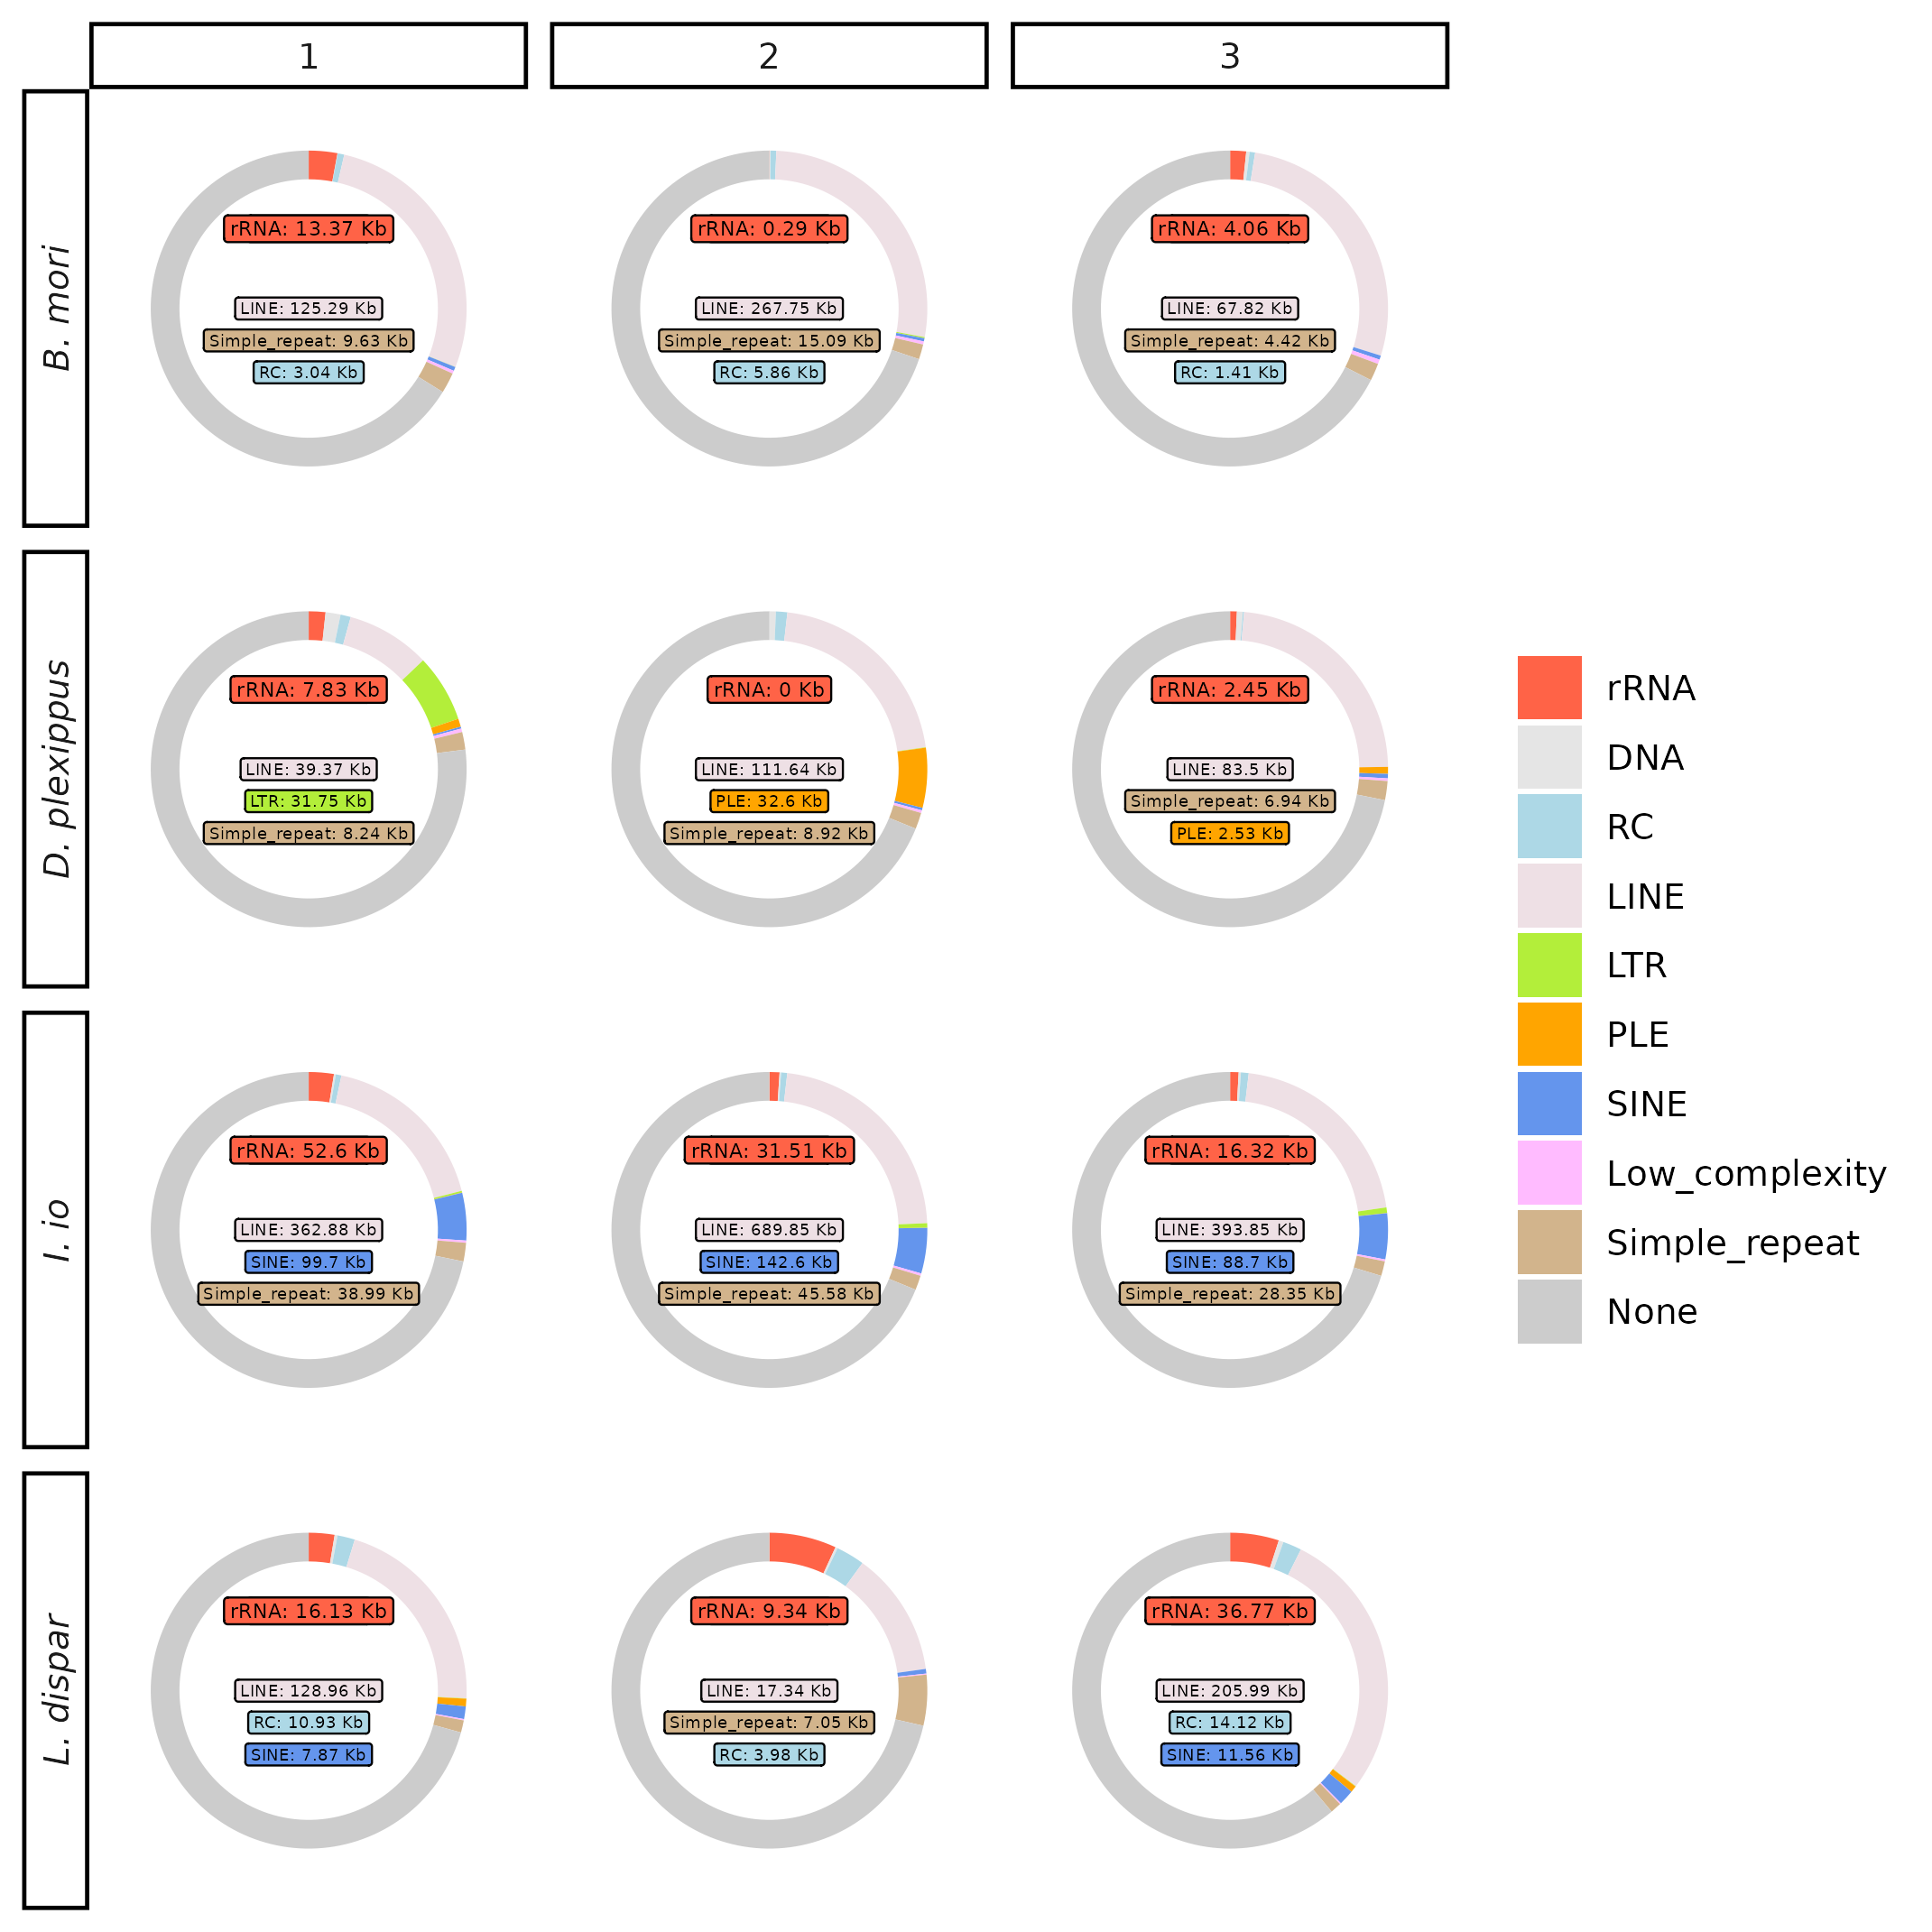 1
2
3
B. mori
rRNA: 13.37 Kb
LINE: 125.29 Kb
Simple_repeat: 9.63 Kb
RC: 3.04 Kb
rRNA: 0.29 Kb
LINE: 267.75 Kb
Simple_repeat: 15.09 Kb
RC: 5.86 Kb
rRNA: 4.06 Kb
LINE: 67.82 Kb
Simple_repeat: 4.42 Kb
RC: 1.41 Kb
D. plexippus
rRNA: 7.83 Kb
LINE: 39.37 Kb
LTR: 31.75 Kb
Simple_repeat: 8.24 Kb
rRNA: 0 Kb
LINE: 111.64 Kb
PLE: 32.6 Kb
Simple_repeat: 8.92 Kb
rRNA: 2.45 Kb
LINE: 83.5 Kb
Simple_repeat: 6.94 Kb
PLE: 2.53 Kb
I. io
rRNA: 52.6 Kb
LINE: 362.88 Kb
SINE: 99.7 Kb
Simple_repeat: 38.99 Kb
rRNA: 31.51 Kb
LINE: 689.85 Kb
SINE: 142.6 Kb
Simple_repeat: 45.58 Kb
rRNA: 16.32 Kb
LINE: 393.85 Kb
SINE: 88.7 Kb
Simple_repeat: 28.35 Kb
L. dispar
rRNA: 16.13 Kb
LINE: 128.96 Kb
RC: 10.93 Kb
SINE: 7.87 Kb
rRNA: 9.34 Kb
LINE: 17.34 Kb
Simple_repeat: 7.05 Kb
RC: 3.98 Kb
rRNA: 36.77 Kb
LINE: 205.99 Kb
RC: 14.12 Kb
SINE: 11.56 Kb
rRNA
DNA
RC
LINE
LTR
PLE
SINE
Low_complexity
Simple_repeat
None